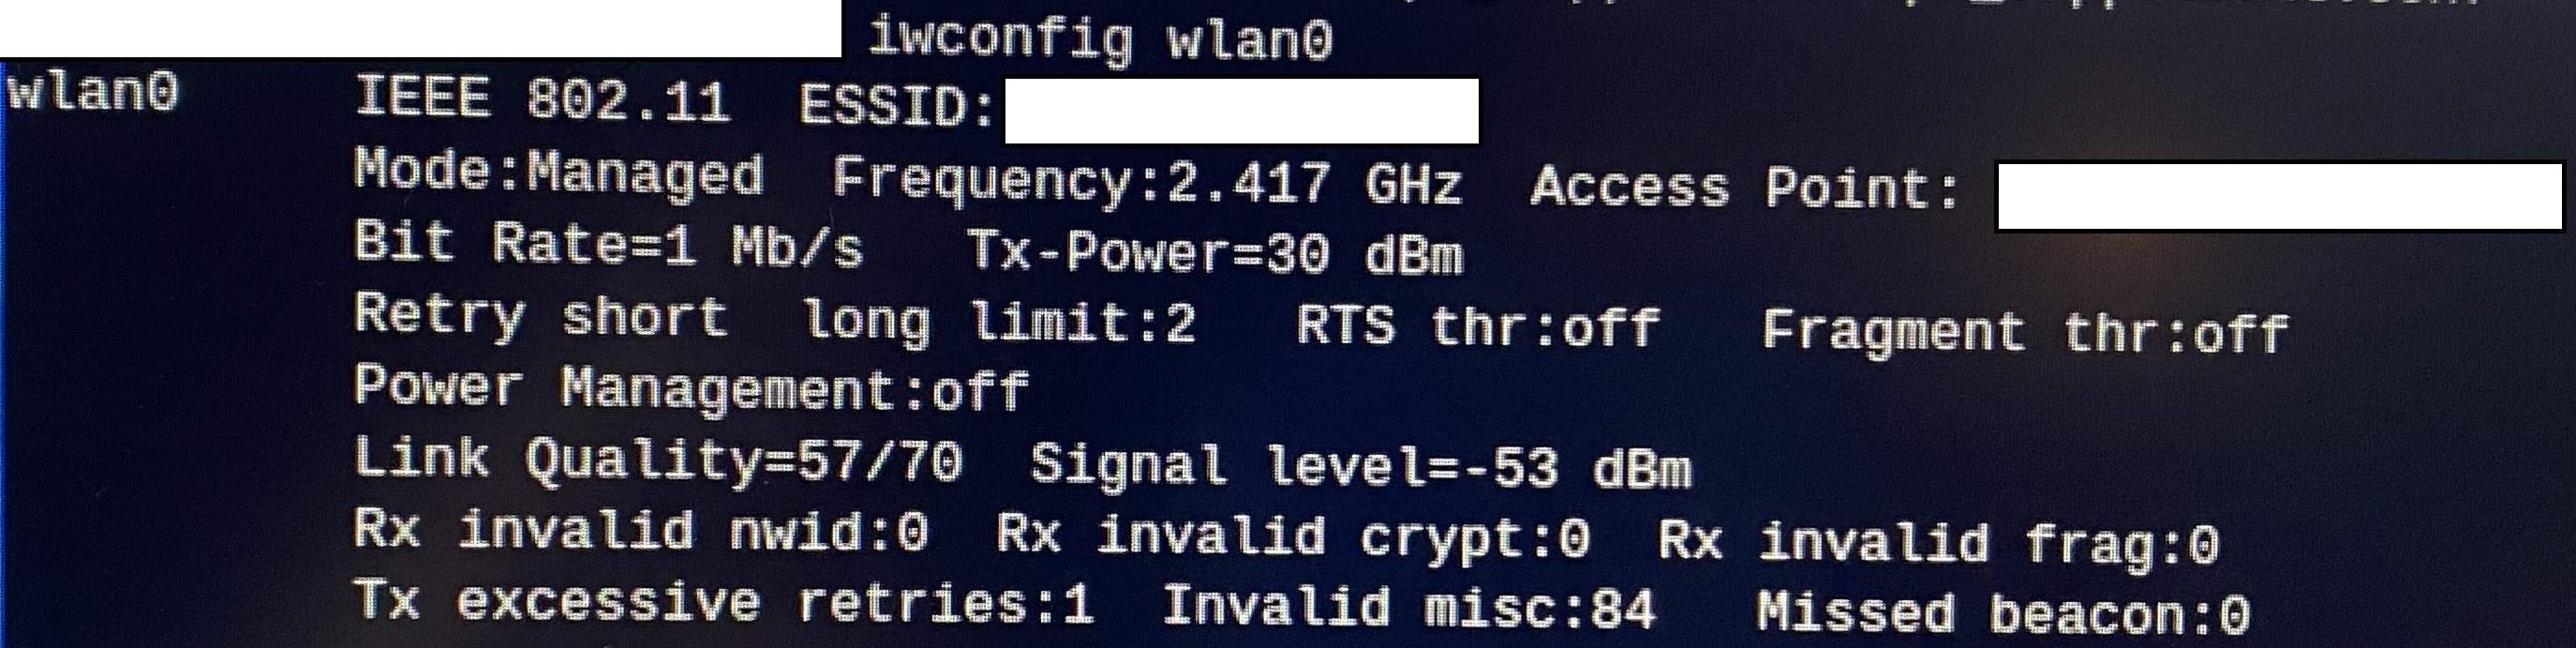 iwconfig wlan0
wlan0 IEEE 802.11 ESSID:
Mode:Managed Frequency:2.417 GHz Access Point:
Bit Rate=1 Mb/s Tx-Power=30 dBm
Retry short long limit:2 RTS thr:off Fragment thr:off
Power Management:off
Link Quality=57/70 Signal level=-53 dBm
Rx invalid nwid:0 Rx invalid crypt:0 Rx invalid frag:0
Tx excessive retries:1 Invalid misc:84 Missed beacon:0